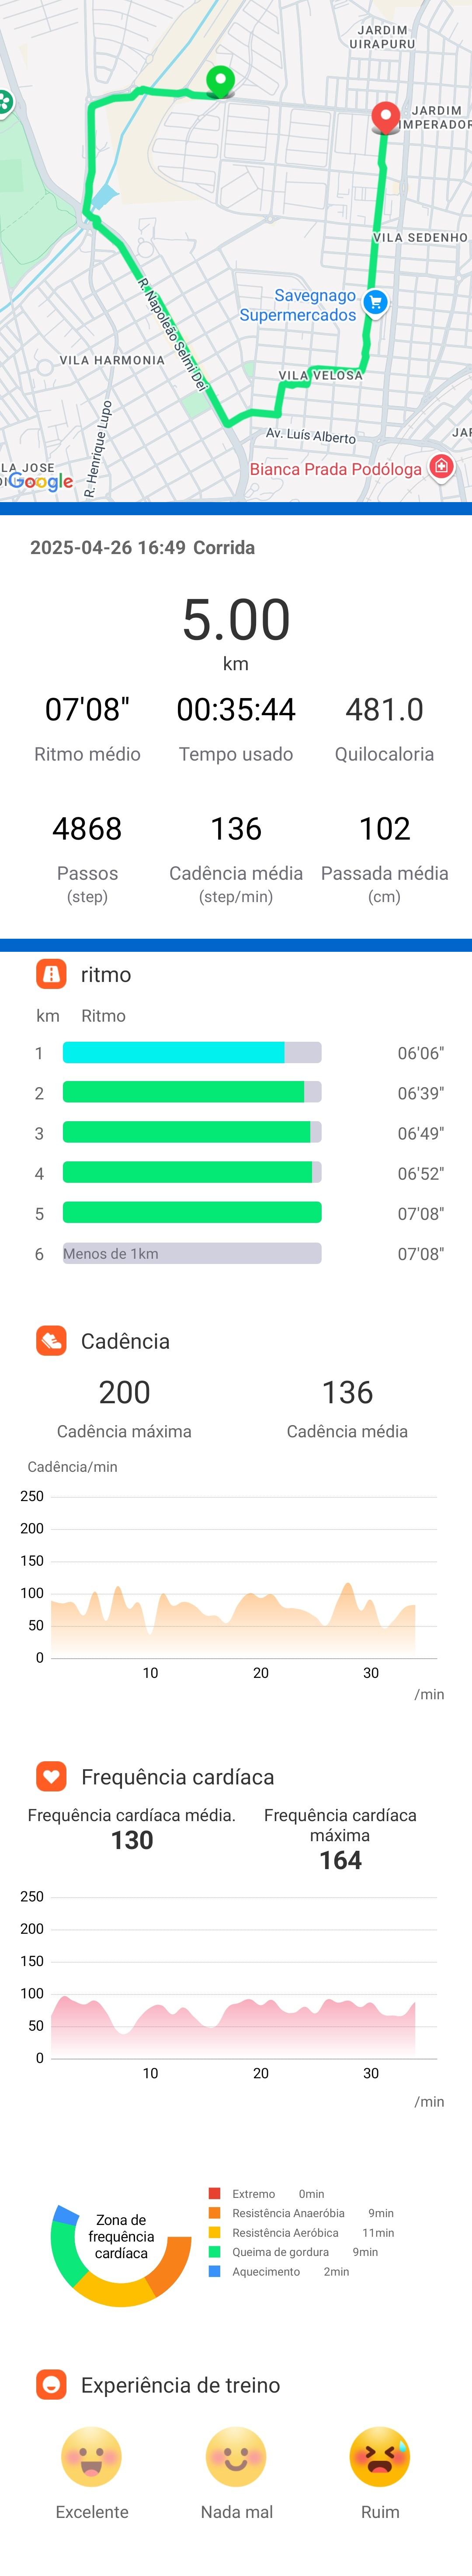 JARDIM
UIRAPURU
JARDIM
IMPERADOR
VILA SEDENHO
Savegnago
Supermercados
R. Napoleão Selmi Dei
VILA HARMONIA
VILA VELOSA
R. Henrique Lupo
Av. Luís Alberto
JAR
LA JOSE
Bianca Prada Podóloga
Google
2025-04-26 16:49 Corrida
5.00
km
07'08" 00:35:44 481.0
Ritmo médio Tempo usado Quilocaloria
4868 136 102
Passos Cadência média Passada média
(step) (step/min) (cm)
ritmo
km Ritmo
1 06'06"
2 06'39"
3 06'49"
4 06'52"
5 07'08"
6 Menos de 1km 07'08"
Cadência
200 136
Cadência máxima Cadência média
Cadência/min
250
200
150
100
50
0
10 20 30
/min
Frequência cardíaca
Frequência cardíaca média. Frequência cardíaca
máxima
130 164
250
200
150
100
50
0
10 20 30
/min
Zona de
frequência
cardíaca
Extremo 0min
Resistência Anaeróbia 9min
Resistência Aeróbica 11min
Queima de gordura 9min
Aquecimento 2min
Experiência de treino
Excelente Nada mal Ruim